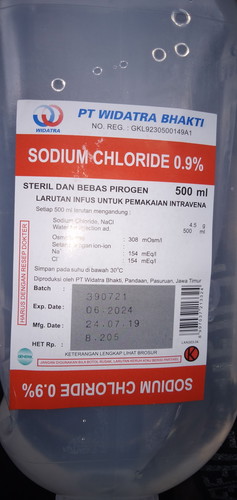 PT WIDATRA BHAKTI
WIDATRA
NO. REG. : GKL9230500149A1
SODIUM CHLORIDE 0.9%
STERIL DAN BEBAS PIROGEN 500 ml
LARUTAN INFUS UNTUK PEMAKAIAN INTRAVENA
Setiap 500 ml larutan mengandung :
Sodium Chloride, NaCl 4.5 g
ad. 500 ml
308 mOsm/l
Na 154 mEq/l
Cl 154 mEq/l
Simpan pada suhu di bawah 30°C
Diproduksi oleh PT Widatra Bhakti, Pandaan, Pasuruan, Jawa Timur
HARUS DENGAN RESEP DOKTER
Batch : 390721
Exp. Date : 06-2024
Mfg. Date : 24-07-19
HET Rp. : 8.205
KETERANGAN LENGKAP LIHAT BROSUR
SODIUM CHLORIDE 0.9%